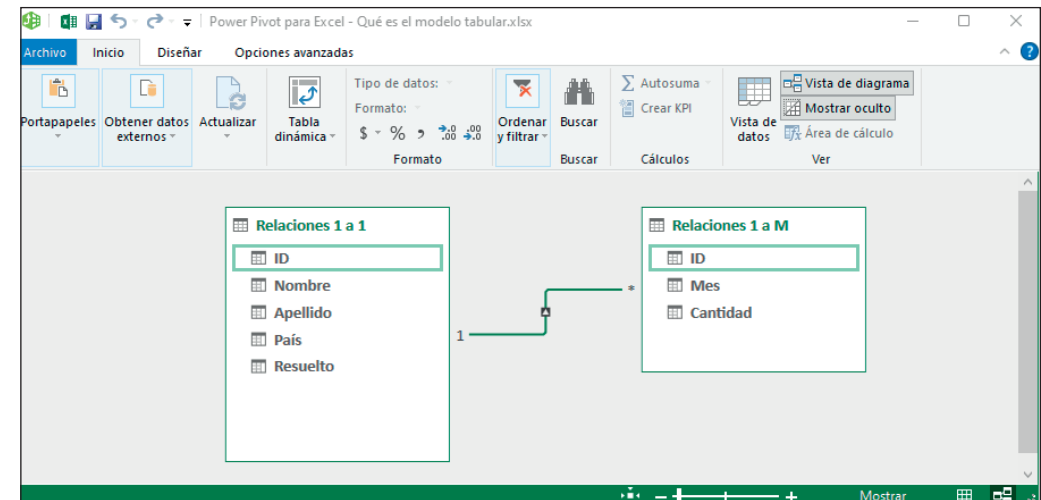 Power Pivot para Excel - Qué es el modelo tabular.xlsx
Archivo Inicio Diseñar Opciones avanzadas
Portapapeles
Obtener datos
externos
Actualizar
Tabla
dinámica
Tipo de datos:
Formato:
$ % , .00 .00
Formato
Ordenar
y filtrar
Buscar
Buscar
Autosuma
Crear KPI
Cálculos
Vista de
datos
Vista de diagrama
Mostrar oculto
Área de cálculo
Ver
Relaciones 1 a 1
ID
Nombre
Apellido
País
Resuelto
1
*
Relaciones 1 a M
ID
Mes
Cantidad
Mostrar